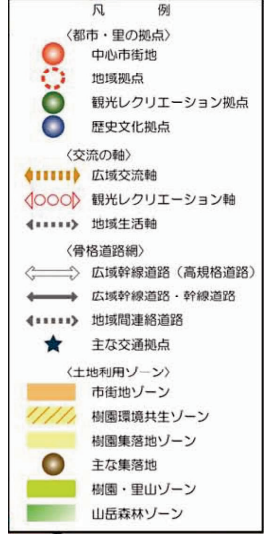 凡 例
〈都市・里の拠点〉
中心市街地
地域拠点
観光レクリエーション拠点
歴史文化拠点
〈交流の軸〉
広域交流軸
観光レクリエーション軸
地域生活軸
〈骨格道路網〉
広域幹線道路（高規格道路）
広域幹線道路・幹線道路
地域間連絡道路
主な交通拠点
〈土地利用ゾーン〉
市街地ゾーン
樹園環境共生ゾーン
樹園集落地ゾーン
主な集落地
樹園・里山ゾーン
山岳森林ゾーン